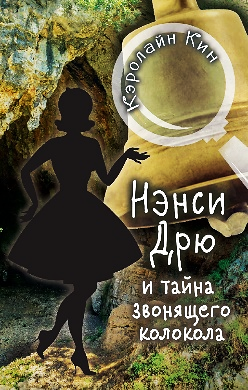 Кэролайн Кин
Нэнси
Дрю
и тайна
звонящего
колокола